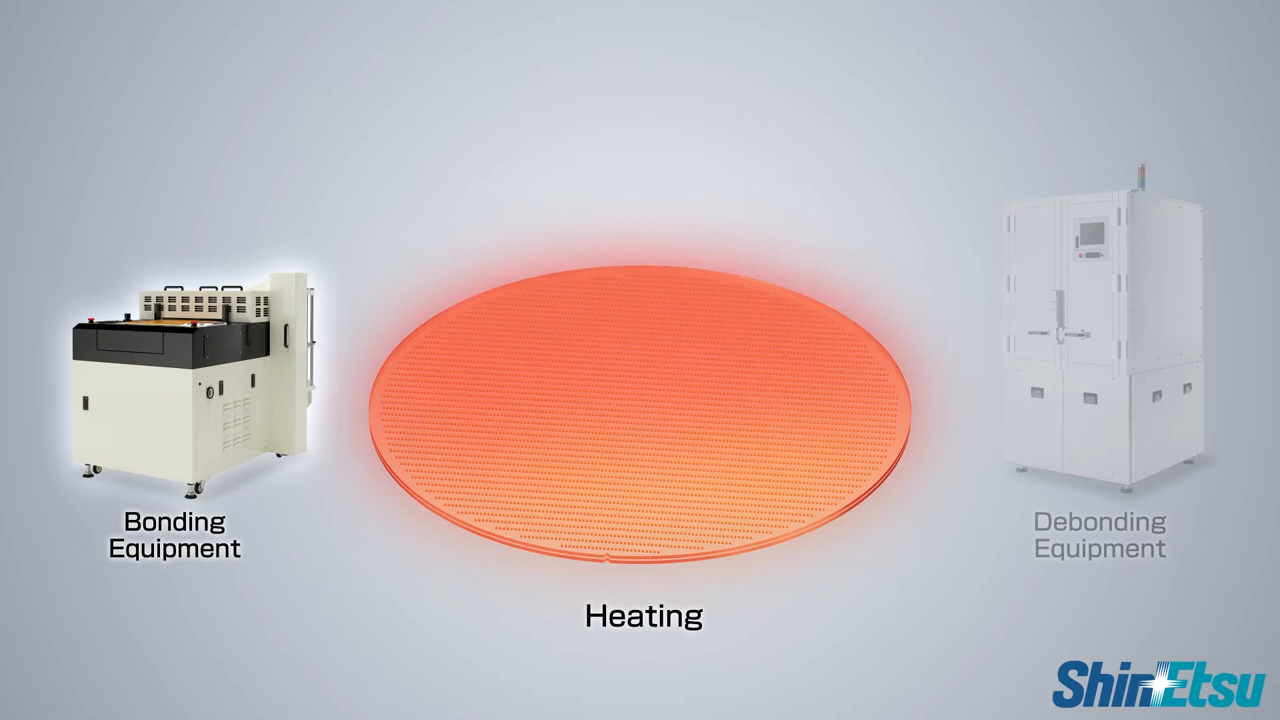 Bonding
Equipment
Debonding
Equipment
Heating
ShinEtsu